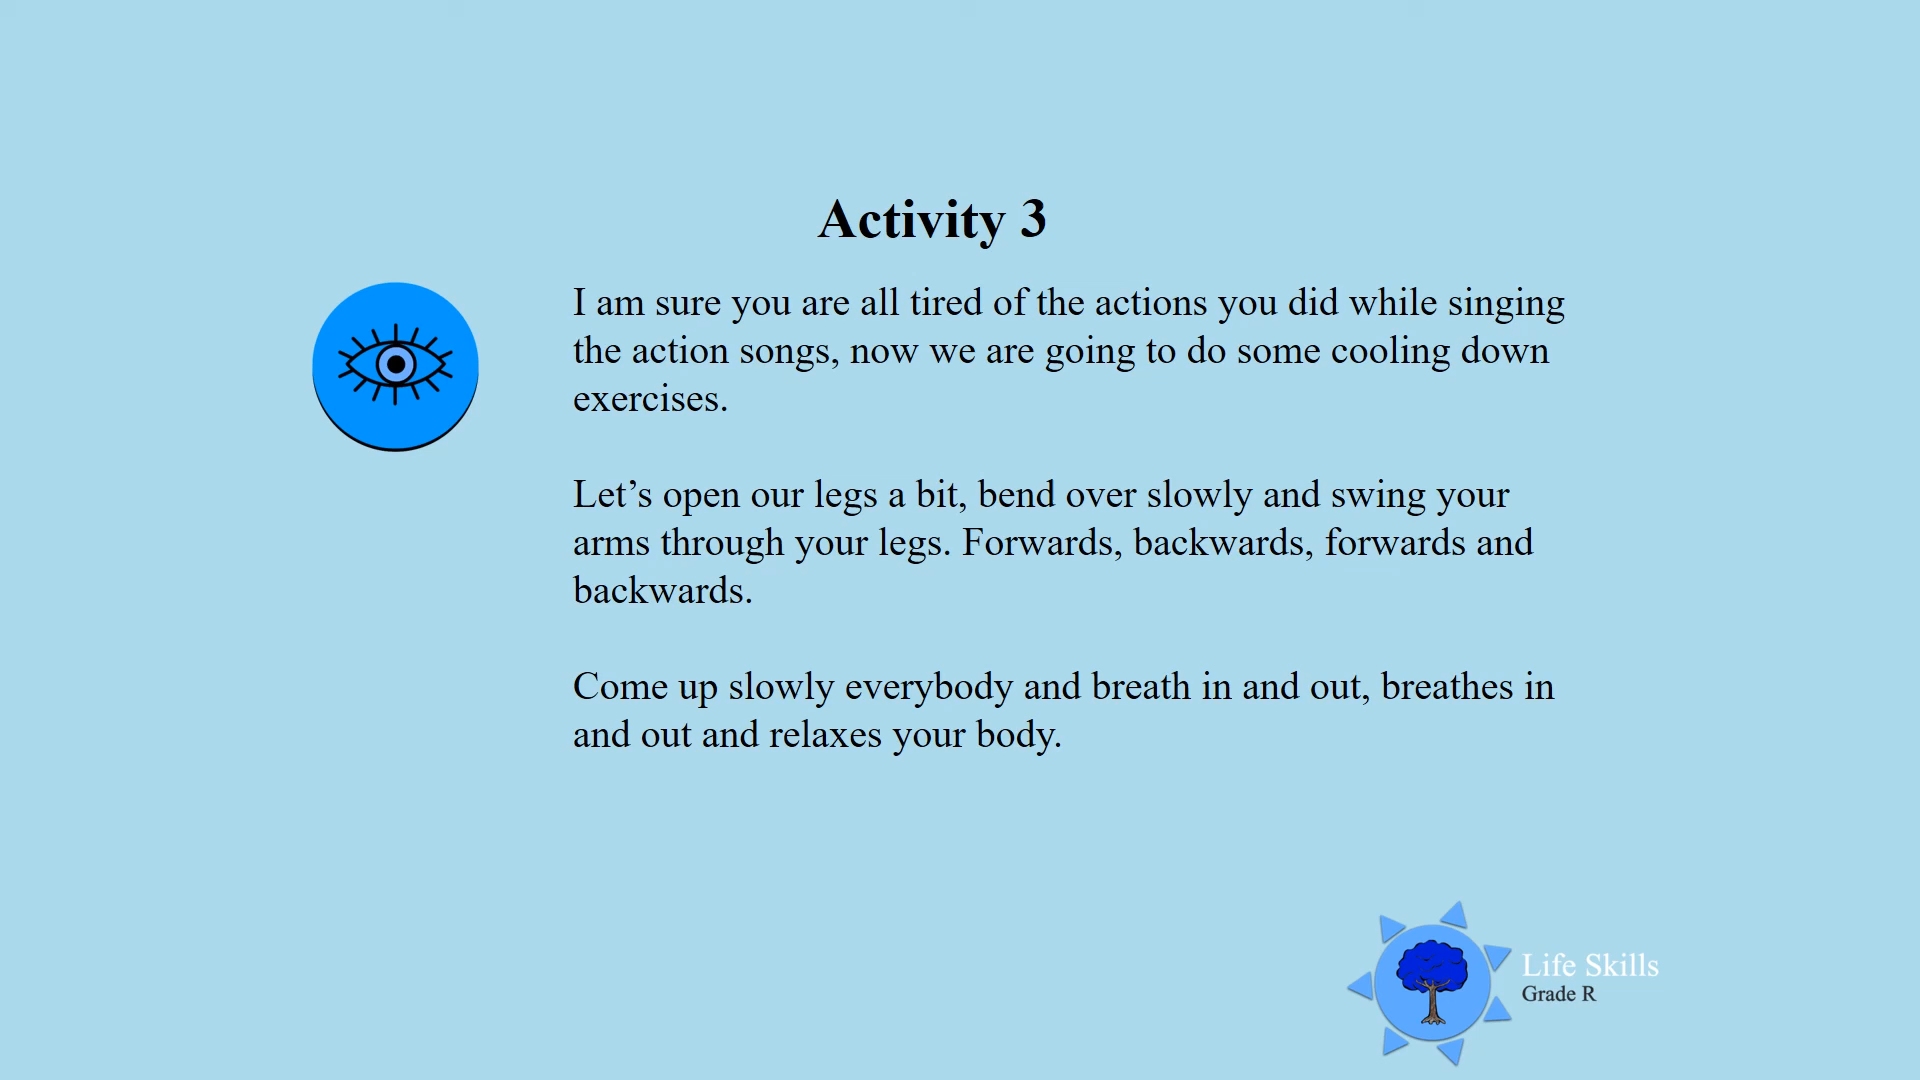 Activity 3
I am sure you are all tired of the actions you did while singing
the action songs, now we are going to do some cooling down
exercises.
Let’s open our legs a bit, bend over slowly and swing your
arms through your legs. Forwards, backwards, forwards and
backwards.
Come up slowly everybody and breath in and out, breathes in
and out and relaxes your body.
Life Skills
Grade R